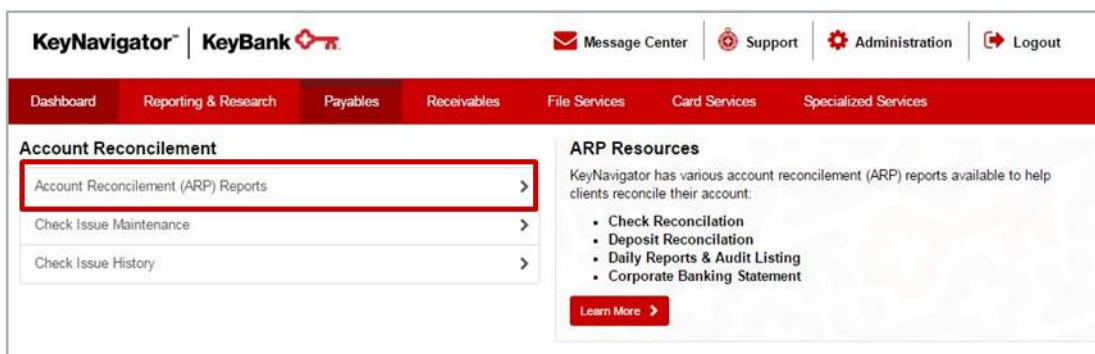 KeyNavigator™ | KeyBank
Message Center
Support
Administration
Logout
Dashboard
Reporting & Research
Payables
Receivables
File Services
Card Services
Specialized Services
Account Reconcilement
Account Reconcilement (ARP) Reports
Check Issue Maintenance
Check Issue History
ARP Resources
KeyNavigator has various account reconcilement (ARP) reports available to help
clients reconcile their account:
• Check Reconcilation
• Deposit Reconcilation
• Daily Reports & Audit Listing
• Corporate Banking Statement
Learn More